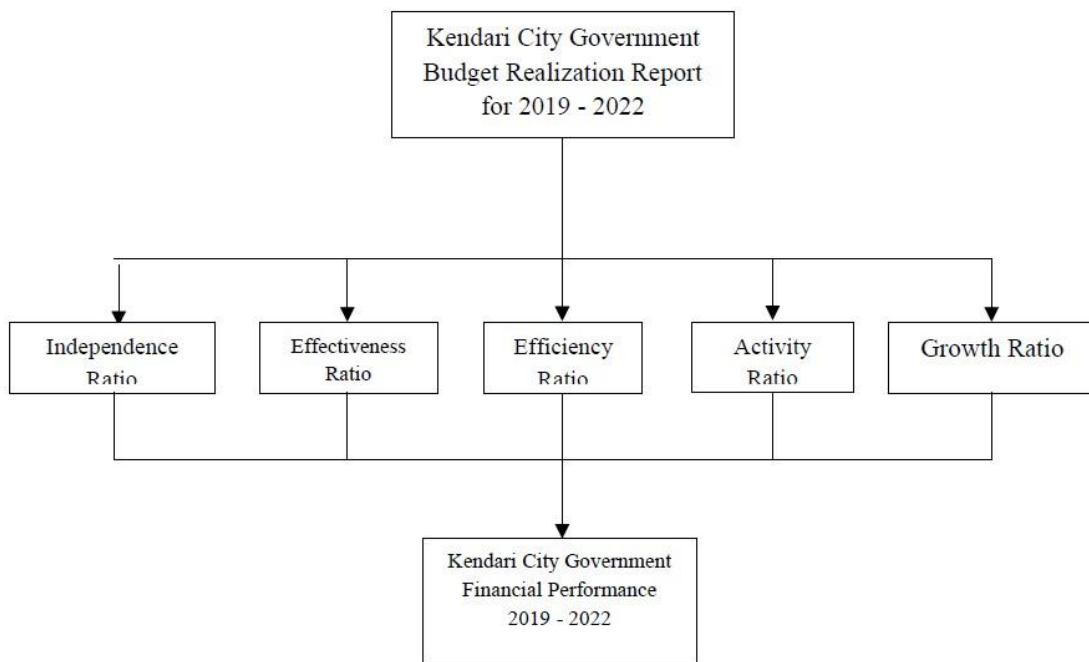 Kendari City Government
Budget Realization Report
for 2019 - 2022
Independence
Ratio
Effectiveness
Ratio
Efficiency
Ratio
Activity
Ratio
Growth Ratio
Kendari City Government
Financial Performance
2019 - 2022